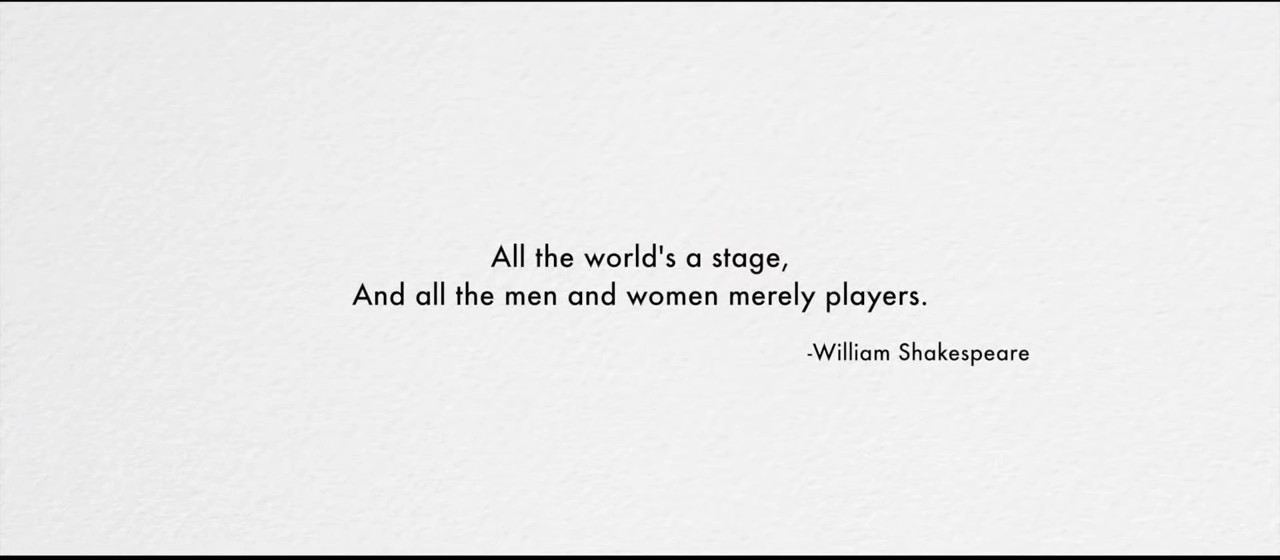 All the world's a stage,
And all the men and women merely players.
-William Shakespeare